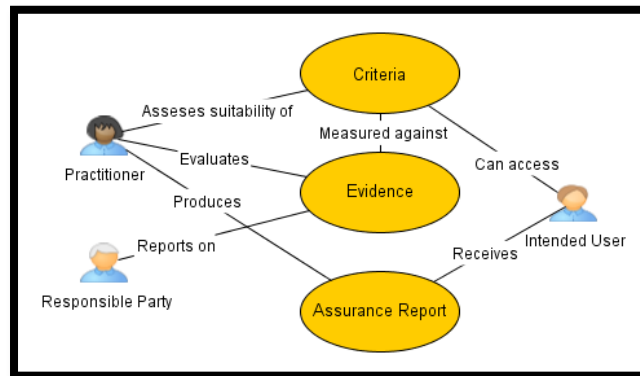 Criteria
Asseses suitability of
Measured against
Practitioner
Evaluates
Can access
Evidence
Produces
Reports on
Intended User
Receives
Responsible Party
Assurance Report